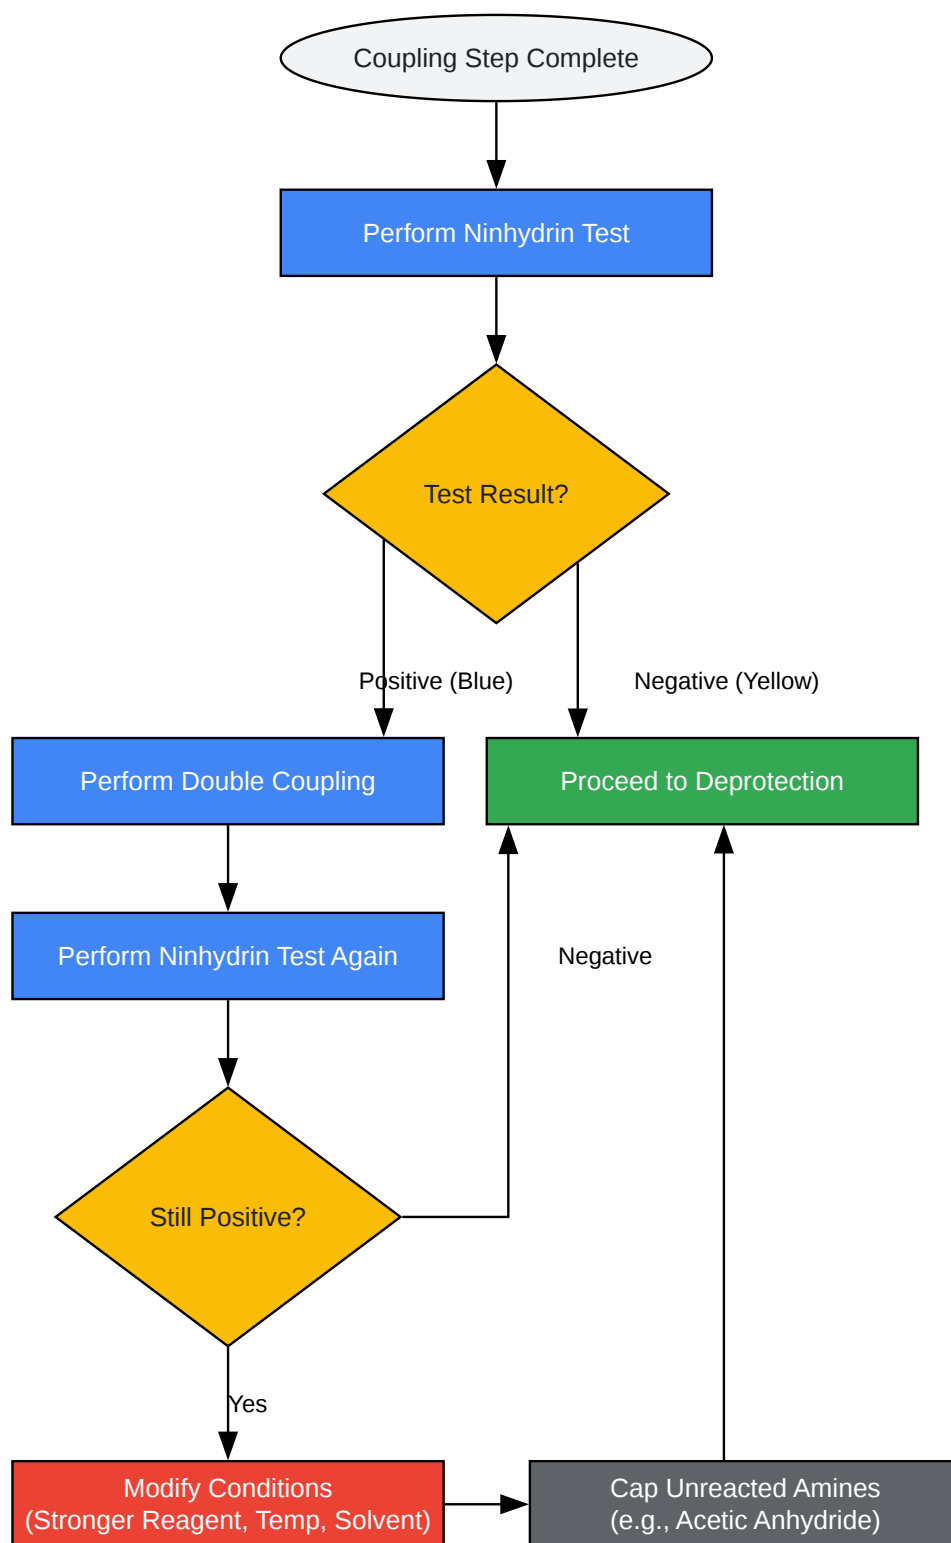 Coupling Step Complete
Perform Ninhydrin Test
Test Result?
Positive (Blue)
Negative (Yellow)
Perform Double Coupling
Proceed to Deprotection
Perform Ninhydrin Test Again
Negative
Still Positive?
Yes
Modify Conditions
(Stronger Reagent, Temp, Solvent)
Cap Unreacted Amines
(e.g., Acetic Anhydride)